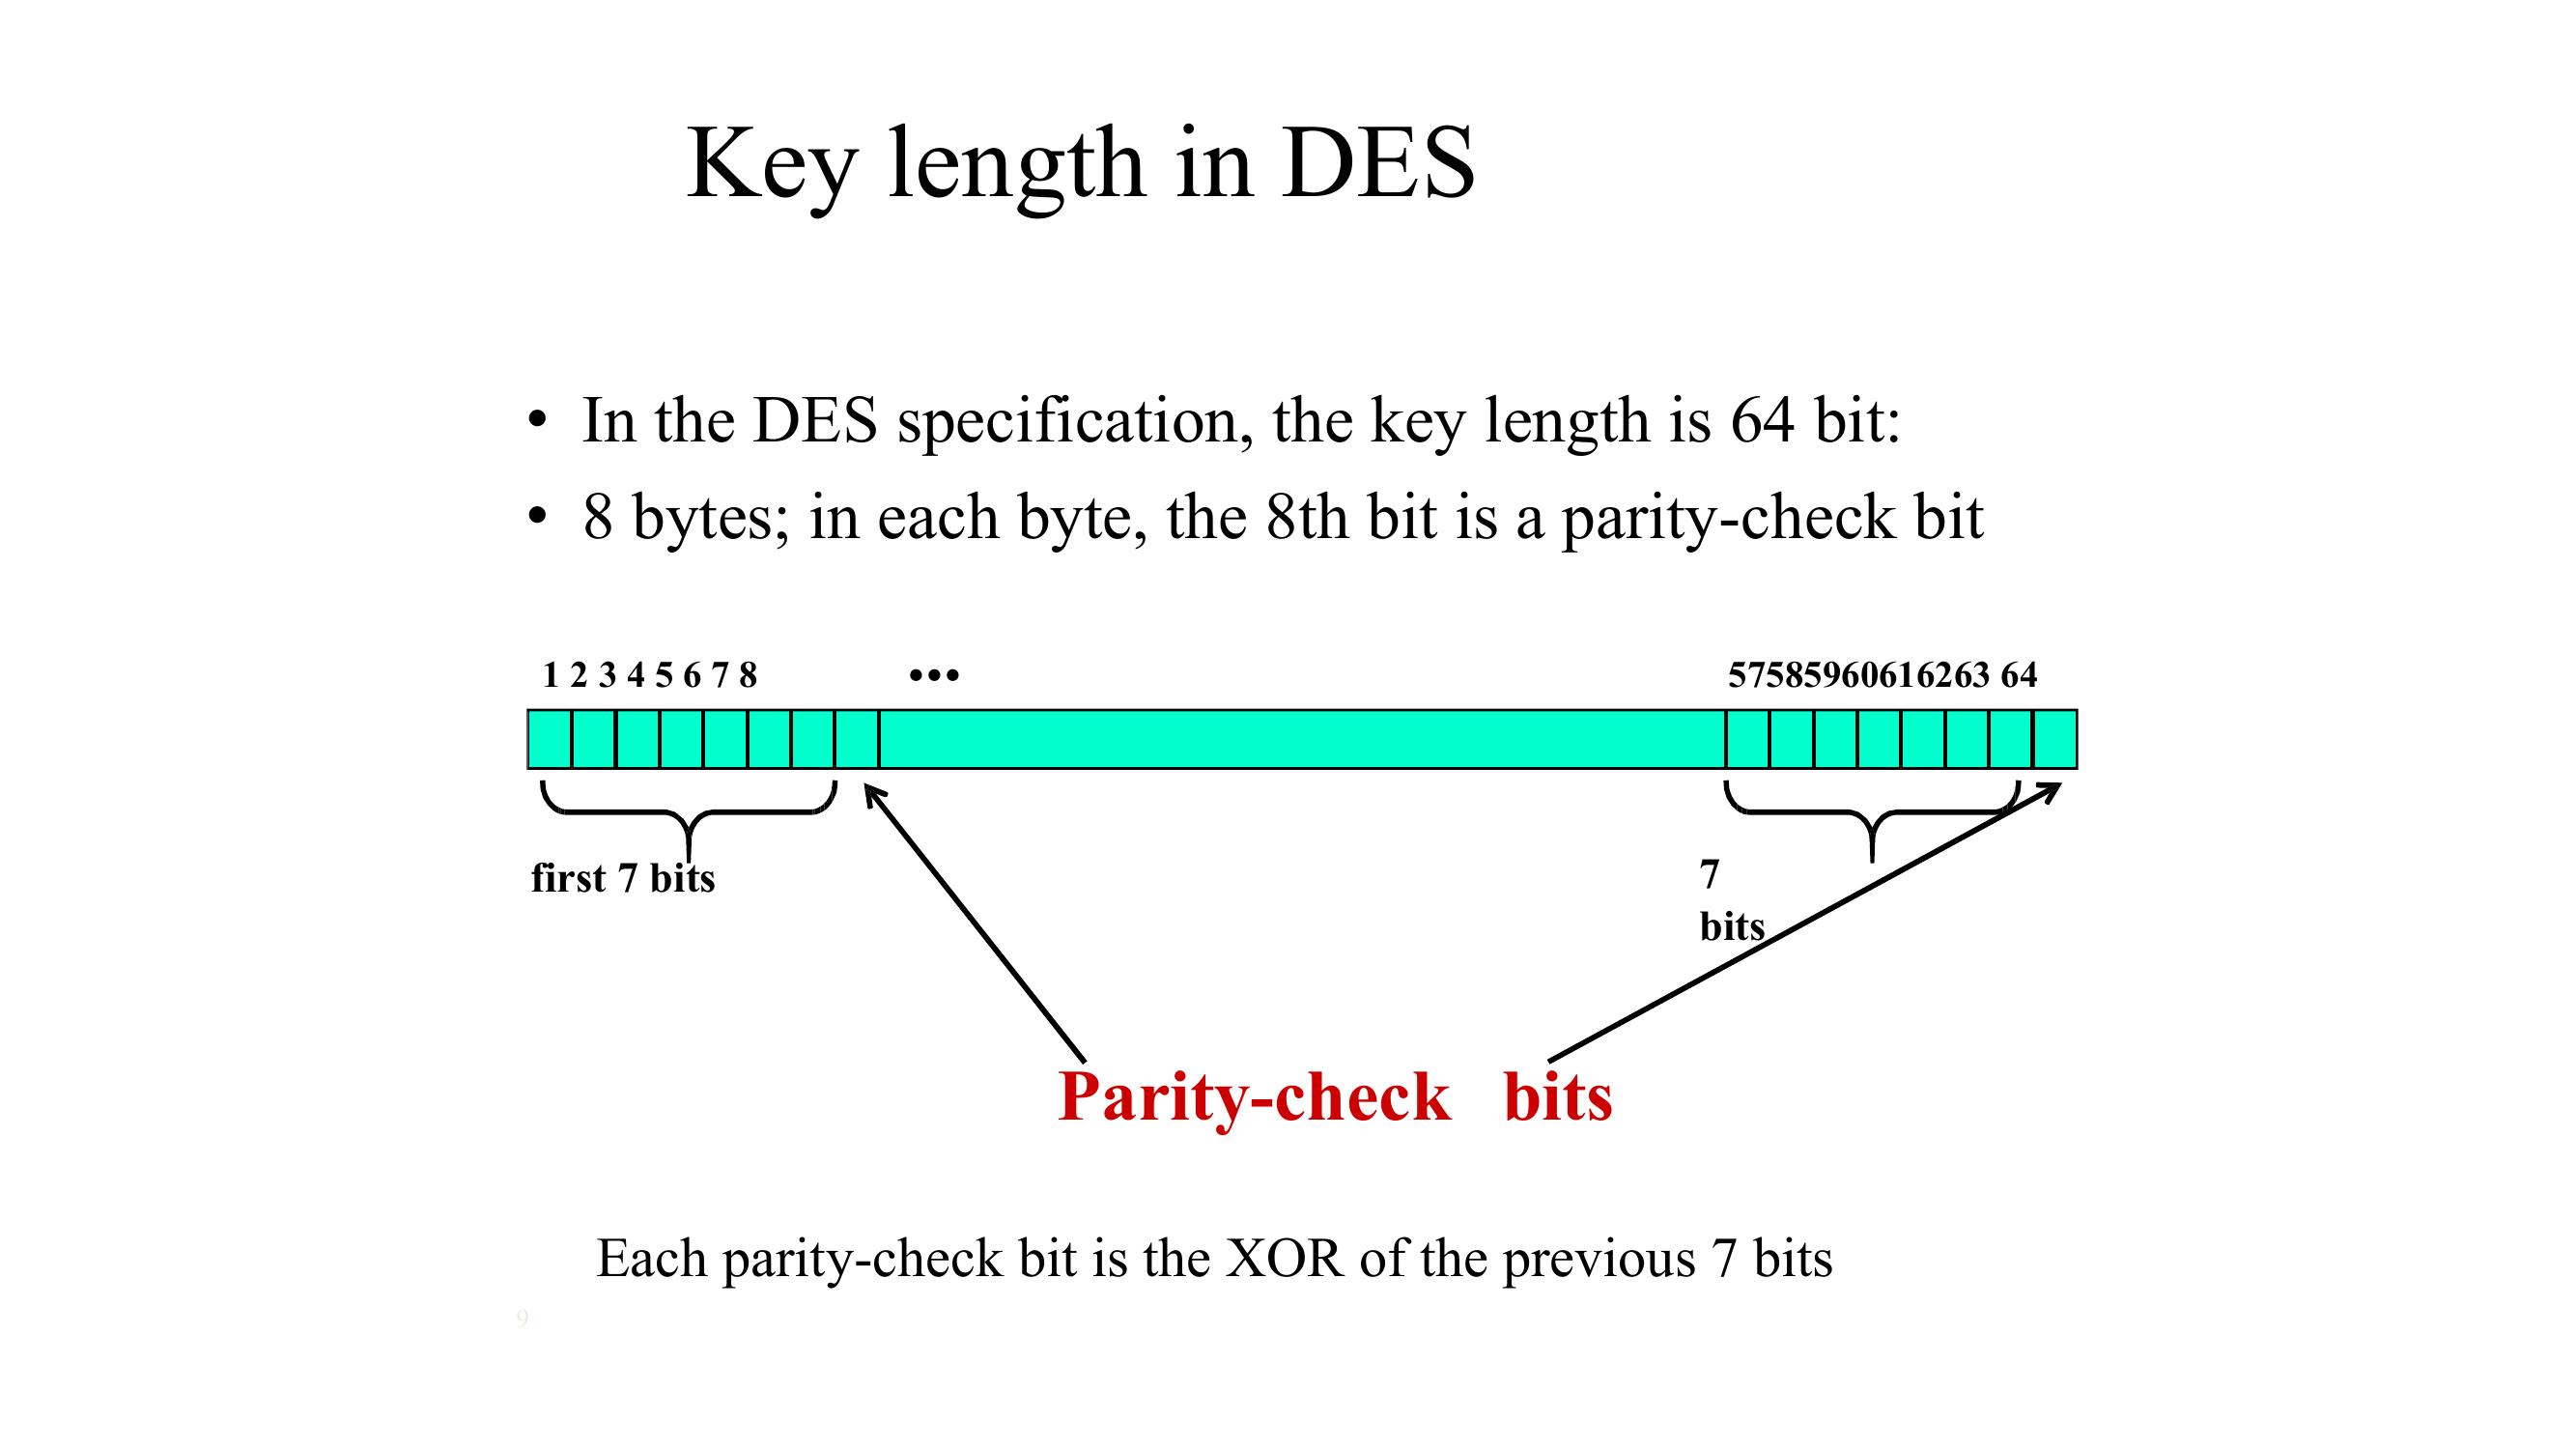 Key length in DES
• In the DES specification, the key length is 64 bit:
• 8 bytes; in each byte, the 8th bit is a parity-check bit
1 2 3 4 5 6 7 8 ••• 57585960616263 64
first 7 bits
7
bits
Parity-check bits
Each parity-check bit is the XOR of the previous 7 bits
9